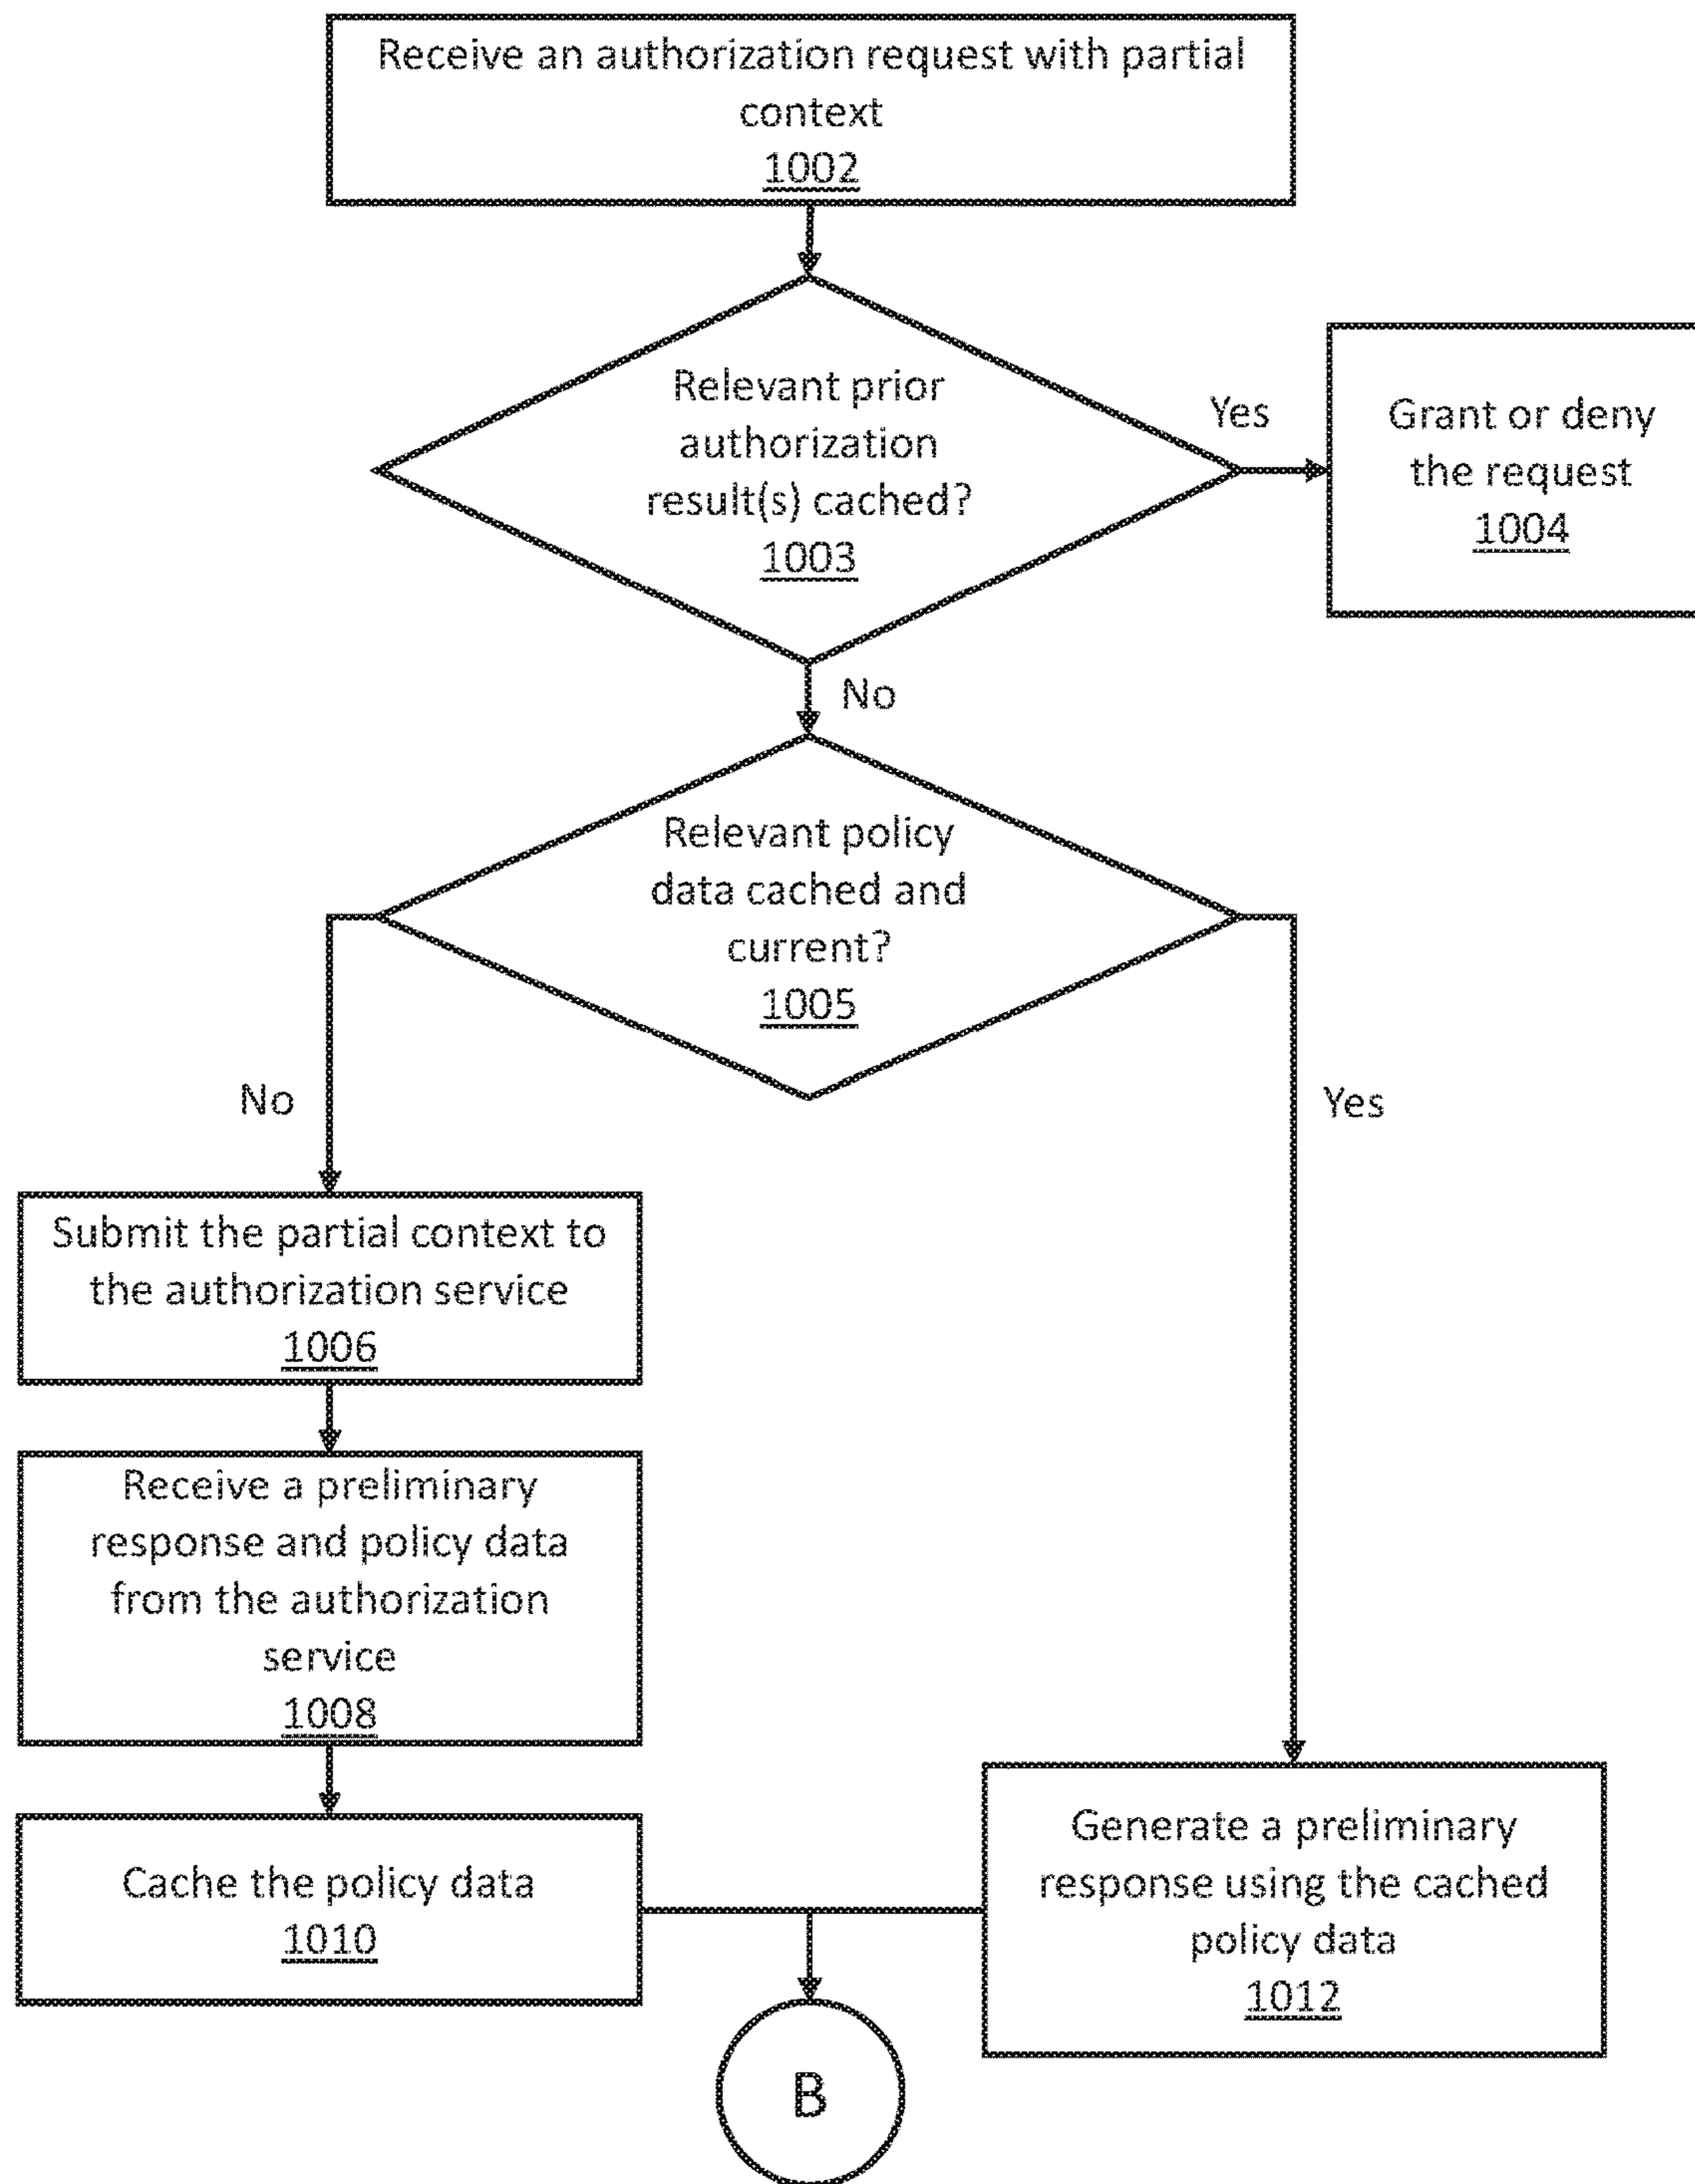 Receive an authorization request with partial
context
1002
Relevant prior
authorization
result(s) cached?
1003
Yes
Grant or deny
the request
1004
No
Relevant policy
data cached and
current?
1005
No
Yes
Submit the partial context to
the authorization service
1006
Receive a preliminary
response and policy data
from the authorization
service
1008
Cache the policy data
1010
Generate a preliminary
response using the cached
policy data
1012
B